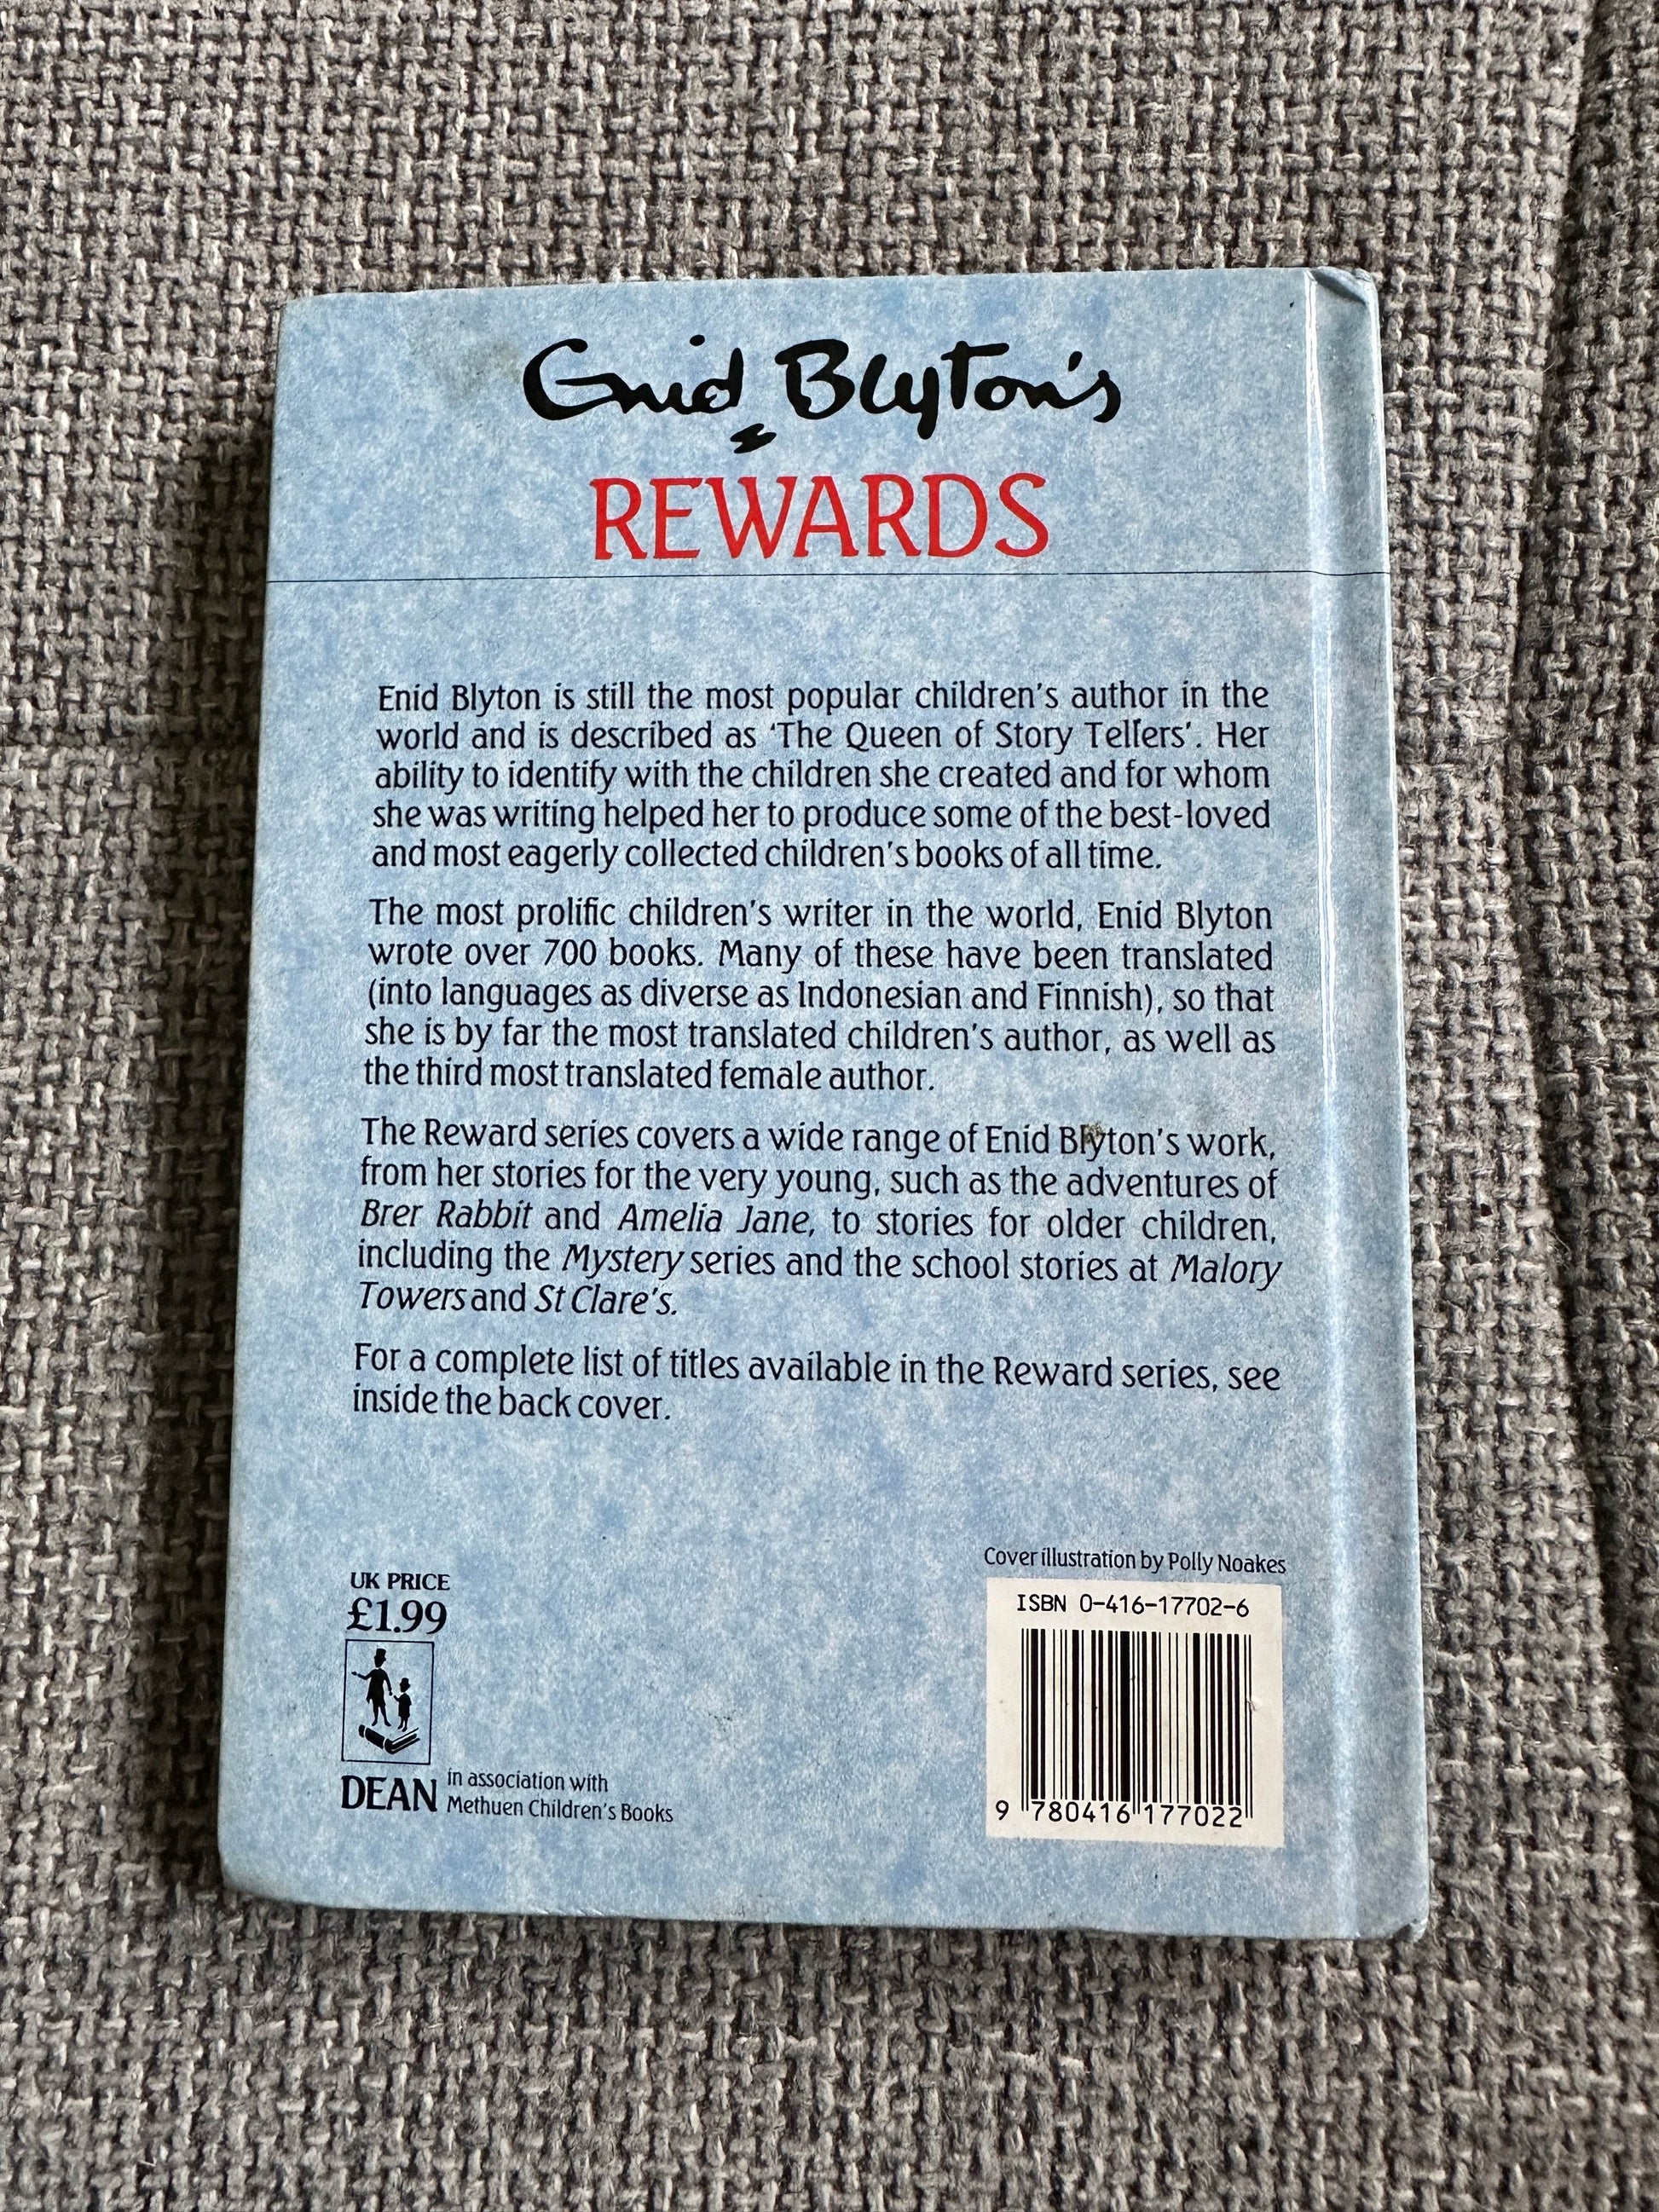 Enid Blyton's
REWARDS
Enid Blyton is still the most popular children's author in the
world and is described as 'The Queen of Story Tellers'. Her
ability to identify with the children she created and for whom
she was writing helped her to produce some of the best-loved
and most eagerly collected children's books of all time.
The most prolific children's writer in the world, Enid Blyton
wrote over 700 books. Many of these have been translated
(into languages as diverse as Indonesian and Finnish), so that
she is by far the most translated children's author, as well as
the third most translated female author.
The Reward series covers a wide range of Enid Blyton's work,
from her stories for the very young, such as the adventures of
Brer Rabbit and Amelia Jane, to stories for older children,
including the Mystery series and the school stories at Malory
Towers and St Clare's.
For a complete list of titles available in the Reward series, see
inside the back cover.
Cover illustration by Polly Noakes
UK PRICE
£1.99
ISBN 0-416-17702-6
9 780416 177022
DEAN in association with
Methuen Children's Books